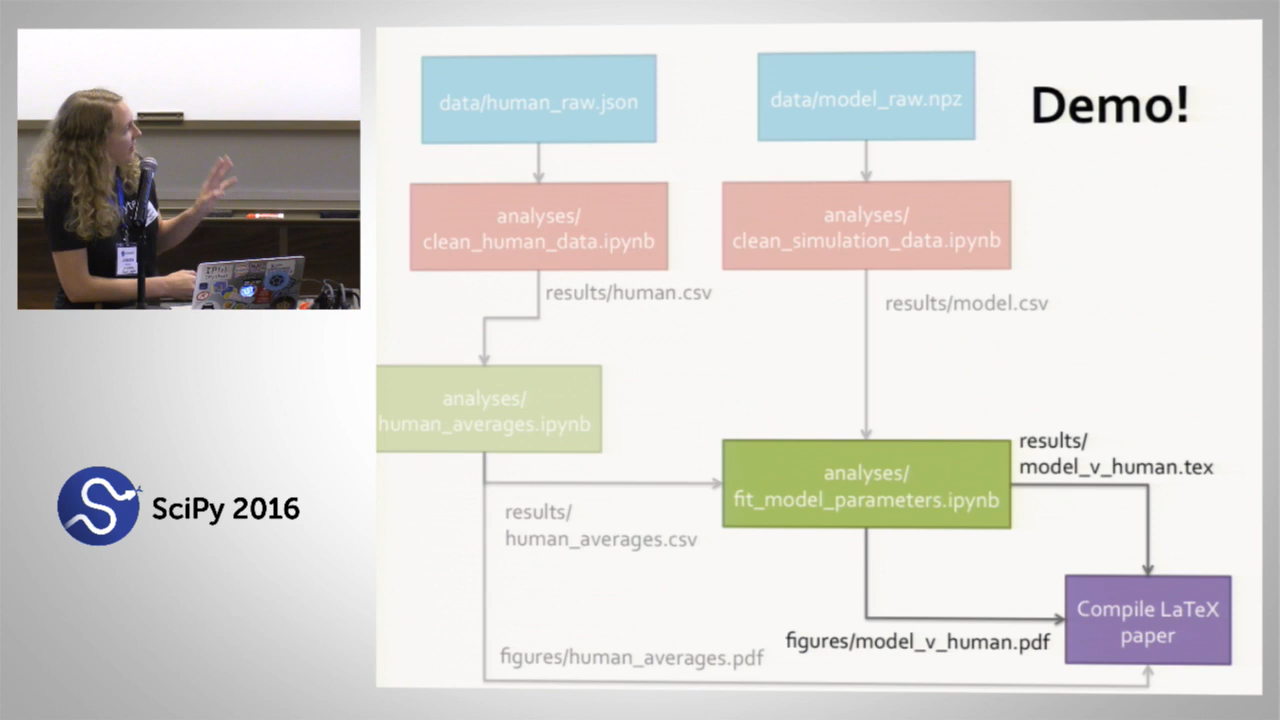 data/human_raw.json
data/model_raw.npz
Demo!
analyses/
clean_human_data.ipynb
analyses/
clean_simulation_data.ipynb
results/human.csv
results/model.csv
analyses/
human_averages.ipynb
analyses/
fit_model_parameters.ipynb
results/
model_v_human.tex
results/
human_averages.csv
Compile LaTeX
paper
figures/model_v_human.pdf
figures/human_averages.pdf
SciPy 2016